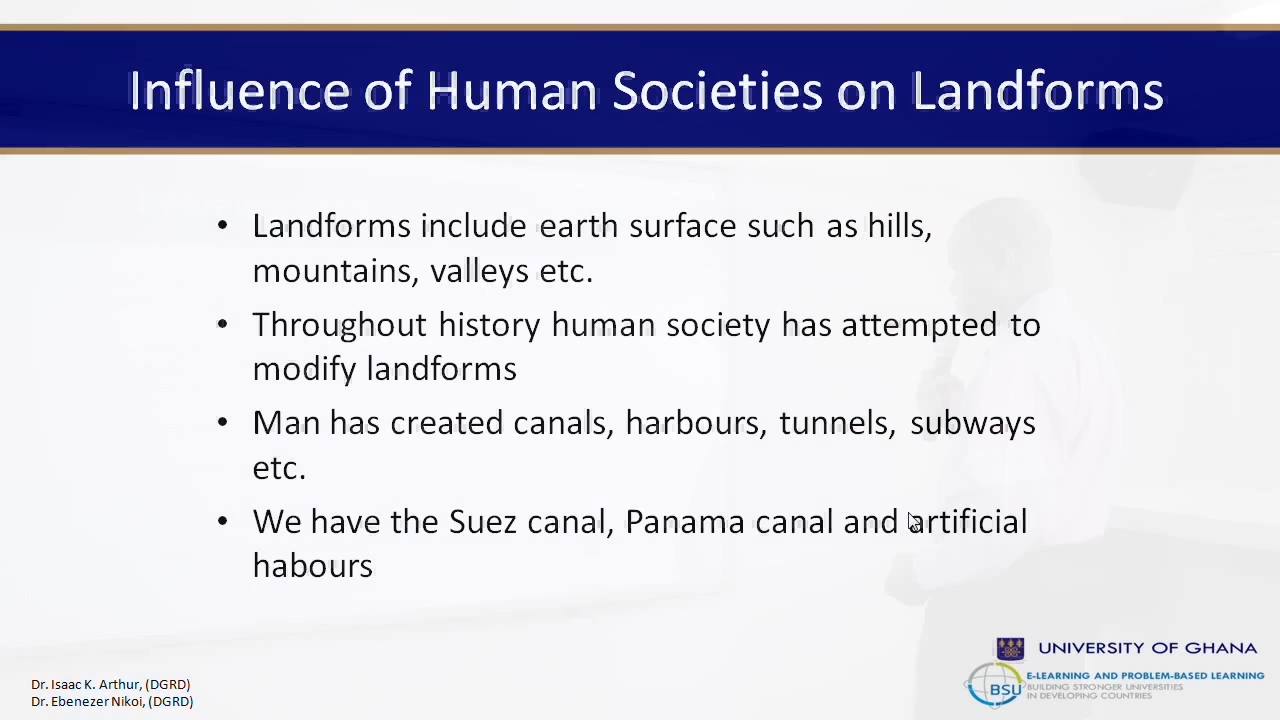 Influence of Human Societies on Landforms
• Landforms include earth surface such as hills,
mountains, valleys etc.
• Throughout history human society has attempted to
modify landforms
• Man has created canals, harbours, tunnels, subways
etc.
• We have the Suez canal, Panama canal and artificial
habours
UNIVERSITY OF GHANA
E-LEARNING AND PROBLEM-BASED LEARNING
BSU
BUILDING STRONGER UNIVERSITIES
IN DEVELOPING COUNTRIES
Dr. Isaac K. Arthur, (DGRD)
Dr. Ebenezer Nikoi, (DGRD)